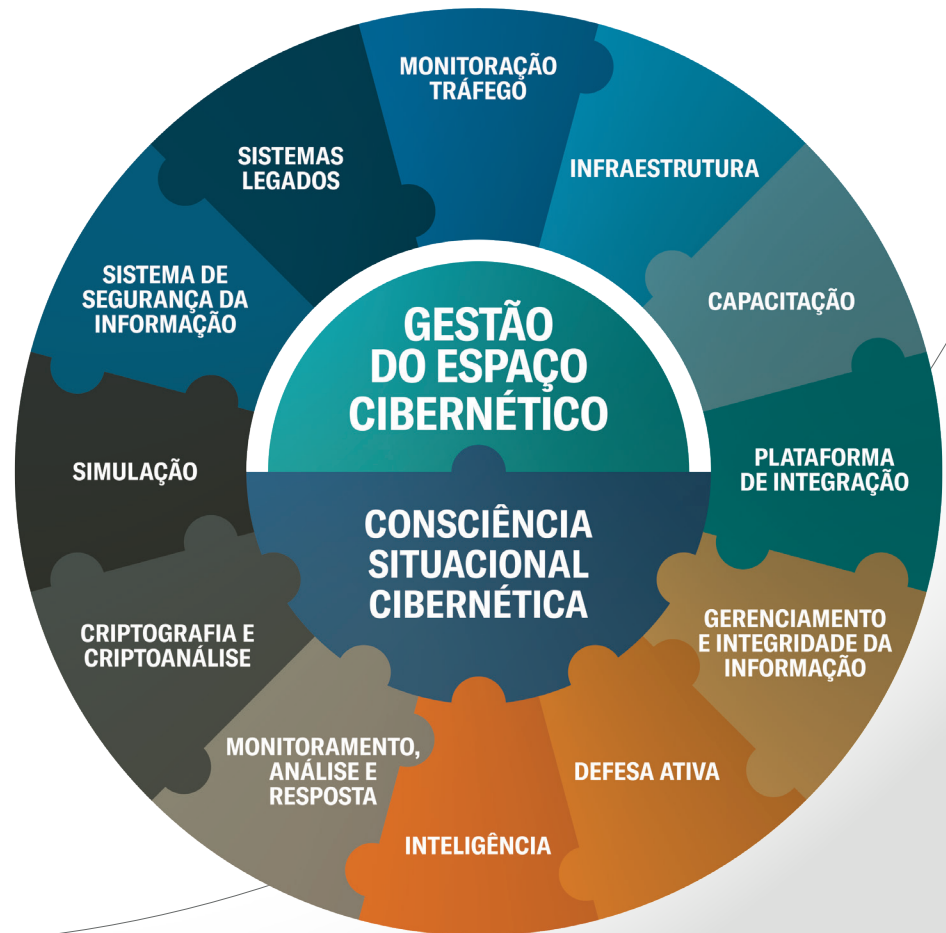 MONITORAÇÃO
TRÁFEGO
INFRAESTRUTURA
CAPACITAÇÃO
PLATAFORMA
DE INTEGRAÇÃO
GERENCIAMENTO
E INTEGRIDADE DA
INFORMAÇÃO
DEFESA ATIVA
INTELIGÊNCIA
MONITORAMENTO,
ANÁLISE E
RESPOSTA
CRIPTOGRAFIA E
CRIPTOANÁLISE
SIMULAÇÃO
SISTEMA DE
SEGURANÇA DA
INFORMAÇÃO
SISTEMAS
LEGADOS
GESTÃO
DO ESPAÇO
CIBERNÉTICO
CONSCIÊNCIA
SITUACIONAL
CIBERNÉTICA